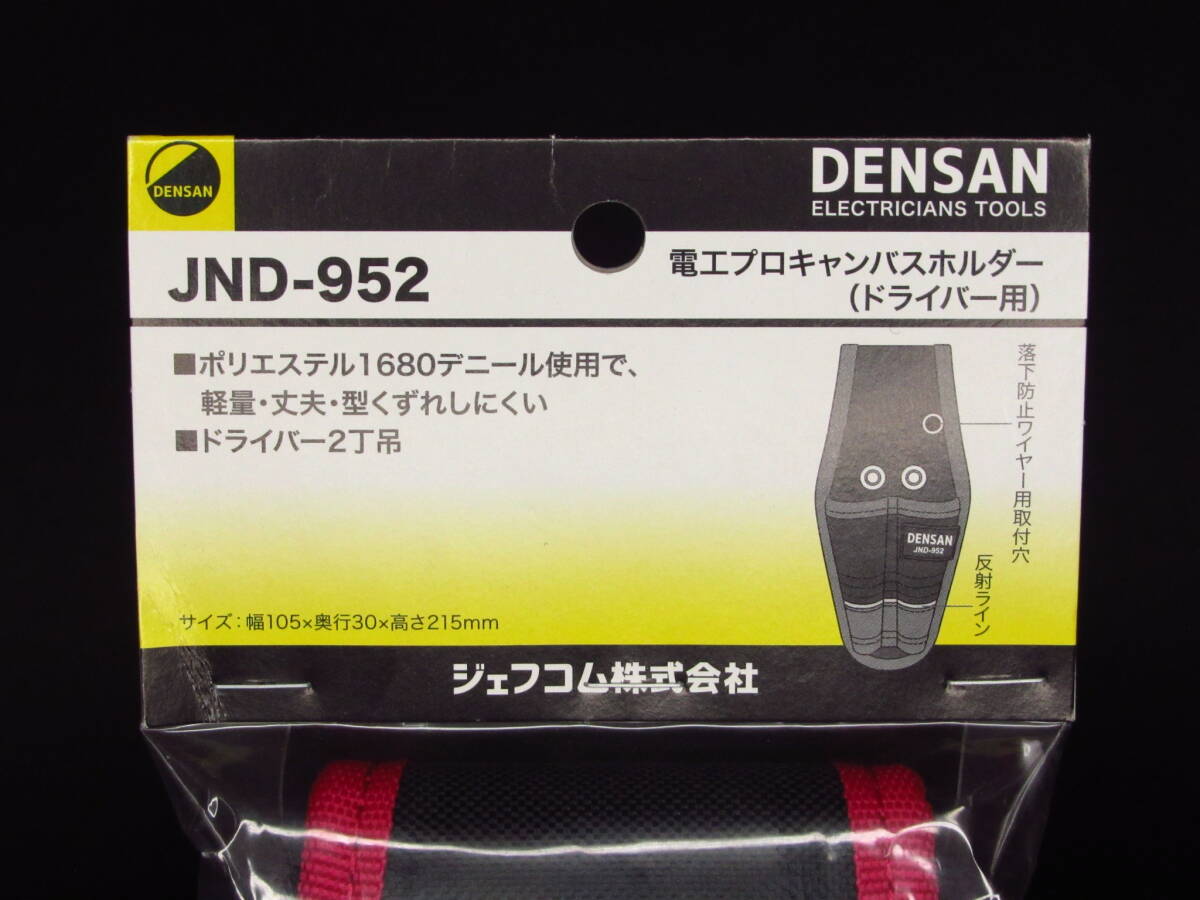 DENSAN
DENSAN
ELECTRICIANS TOOLS
JND-952
電工プロキャンバスホルダー
（ドライバー用）
■ポリエステル1680デニール使用で、
軽量・丈夫・型くずれしにくい
■ドライバー2丁吊
落下防止ワイヤー用取付穴
DENSAN
JND-952
反射ライン
サイズ：幅105×奥行30×高さ215mm
ジェフコム株式会社